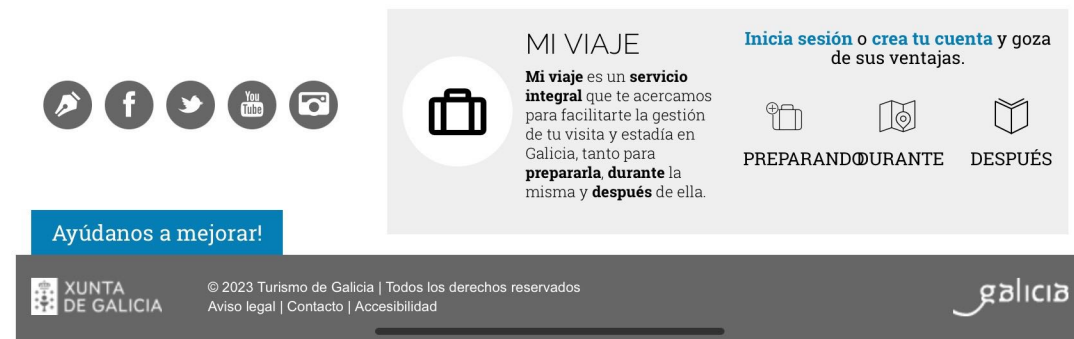 You
Tube
MI VIAJE
Mi viaje es un servicio
integral que te acercamos
para facilitarte la gestión
de tu visita y estadía en
Galicia, tanto para
prepararla, durante la
misma y después de ella.
Inicia sesión o crea tu cuenta y goza
de sus ventajas.
PREPARANDO DURANTE DESPUÉS
Ayúdanos a mejorar!
XUNTA
DE GALICIA
© 2023 Turismo de Galicia | Todos los derechos reservados
Aviso legal | Contacto | Accesibilidad
galicia